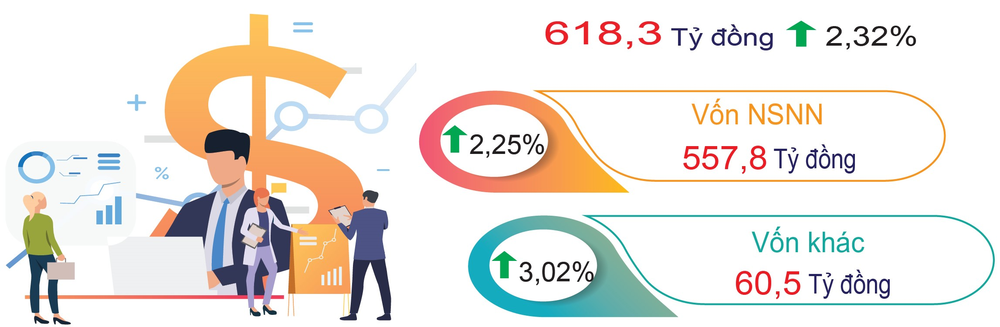 618,3 Tỷ đồng 2,32%
2,25%
Vốn NSNN
557,8 Tỷ đồng
%
3,02%
Vốn khác
60,5 Tỷ đồng